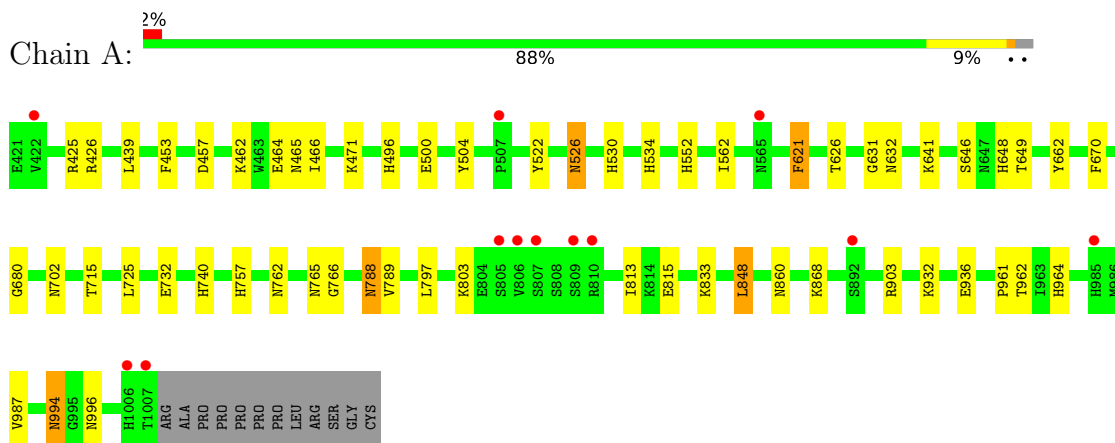 2%
Chain A:
88% 9% • •
E421 V422 R425 R426 L439 F453 D457 K462 W463 E464 N465 I466 K471 H496 E500 Y504 P507 Y522 N526 H530 H534 H552 I562 N565 F621 T626 G631 N632 K641 S646 N647 H648 T649 Y662 F670
G680 N702 T715 L725 E732 H740 H757 N762 N765 G766 N788 V789 L797 K803 E804 S805 V806 S807 S808 S809 R810 I813 K814 E815 K833 L848 N860 K868 S892 R903 K932 E936 P961 T962 I963 H964 H985 M986
V987 N994 G995 N996 H1006 T1007 ARG ALA PRO PRO PRO PRO LEU ARG SER GLY CYS